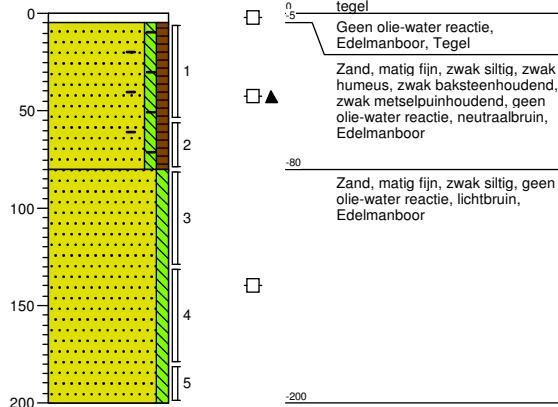 0
50
100
150
200
1
2
3
4
5
0
-5
tegel
Geen olie-water reactie,
Edelmanboor, Tegel
Zand, matig fijn, zwak siltig, zwak
humeus, zwak baksteenhoudend,
zwak metselpuinhoudend, geen
olie-water reactie, neutraalbruin,
Edelmanboor
-80
Zand, matig fijn, zwak siltig, geen
olie-water reactie, lichtbruin,
Edelmanboor
-200